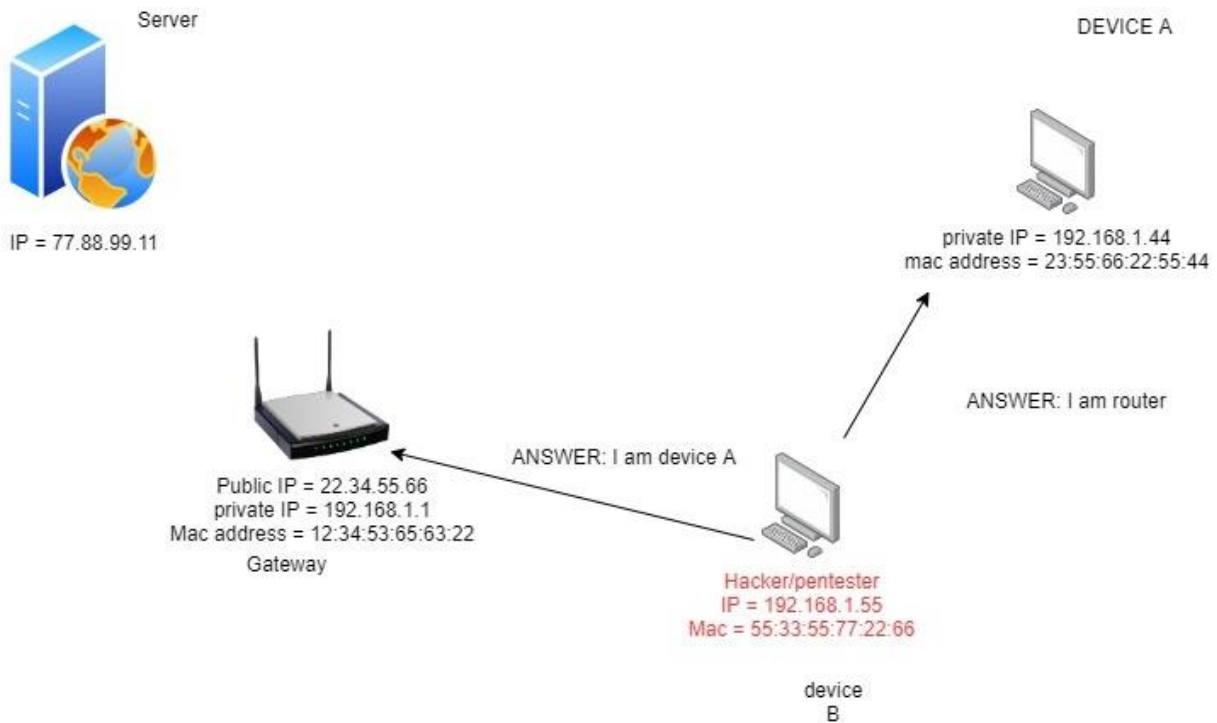 Server
IP = 77.88.99.11
DEVICE A
private IP = 192.168.1.44
mac address = 23:55:66:22:55:44
ANSWER: I am router
ANSWER: I am device A
Public IP = 22.34.55.66
private IP = 192.168.1.1
Mac address = 12:34:53:65:63:22
Gateway
Hacker/pentester
IP = 192.168.1.55
Mac = 55:33:55:77:22:66
device
B